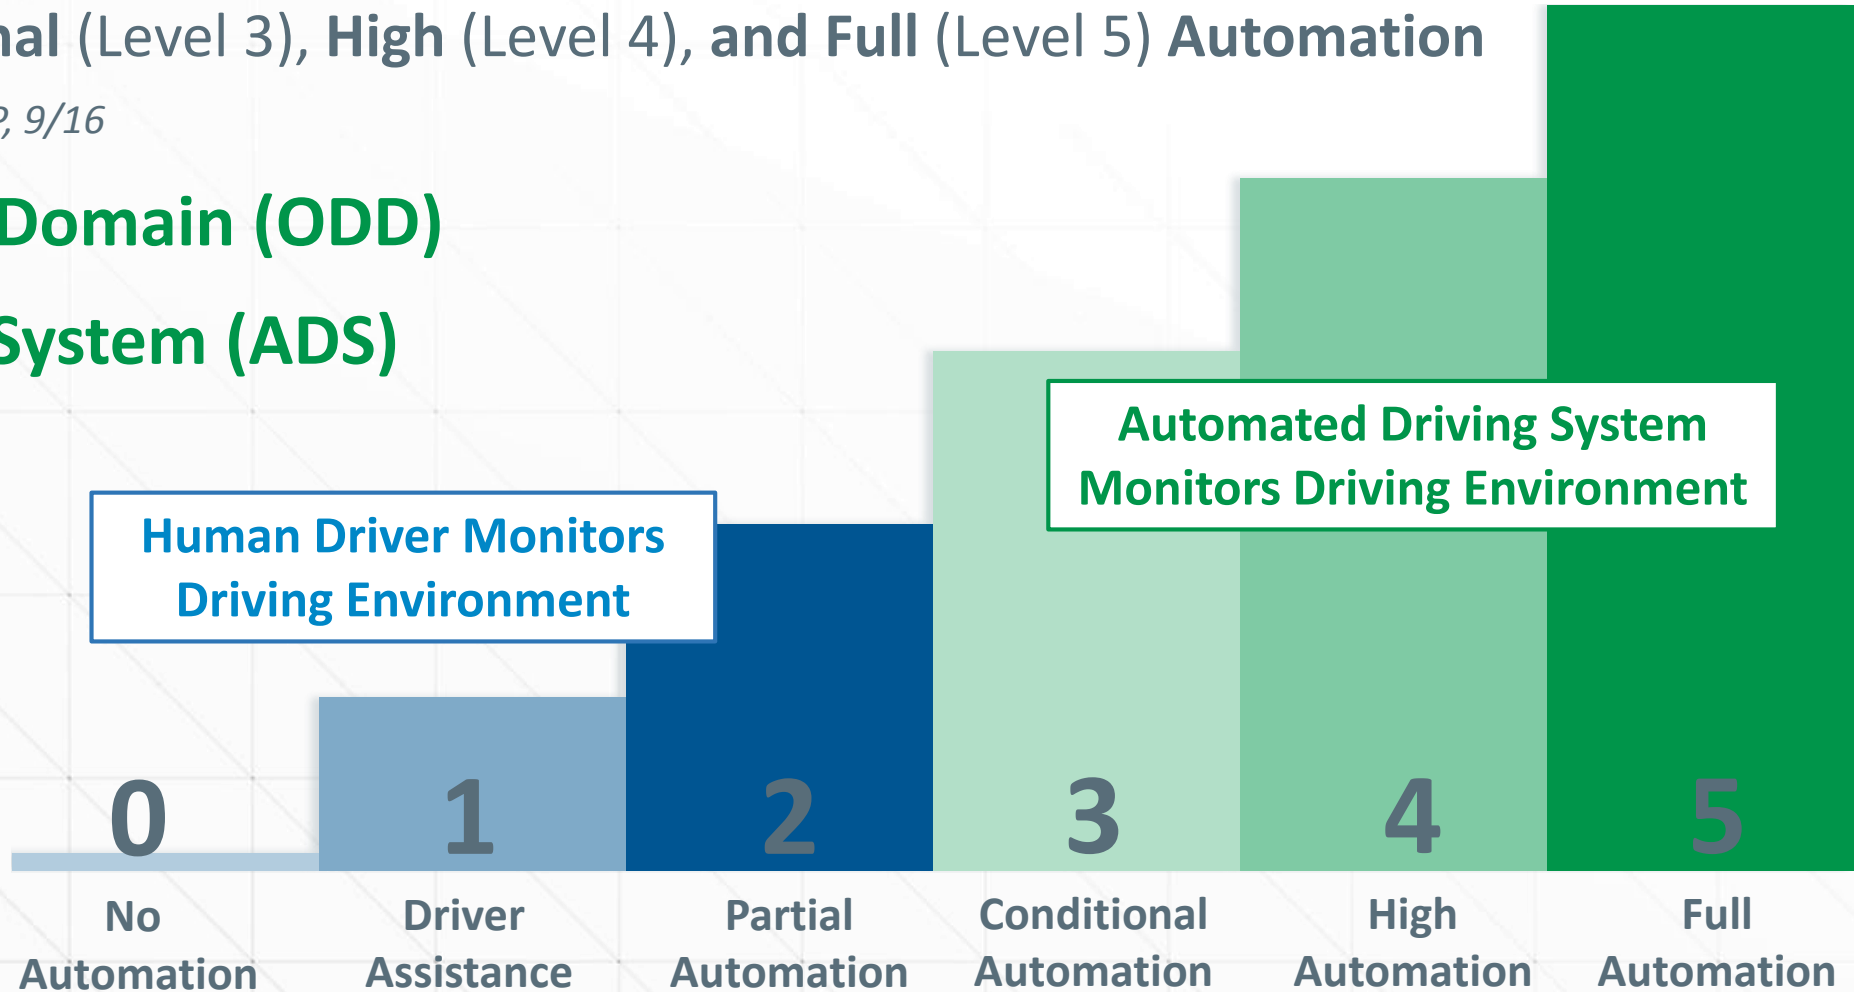 nal (Level 3), High (Level 4), and Full (Level 5) Automation
, 9/16
Domain (ODD)
System (ADS)
Automated Driving System
Monitors Driving Environment
Human Driver Monitors
Driving Environment
0 1 2 3 4 5
No Driver Partial Conditional High Full
Automation Assistance Automation Automation Automation Automation